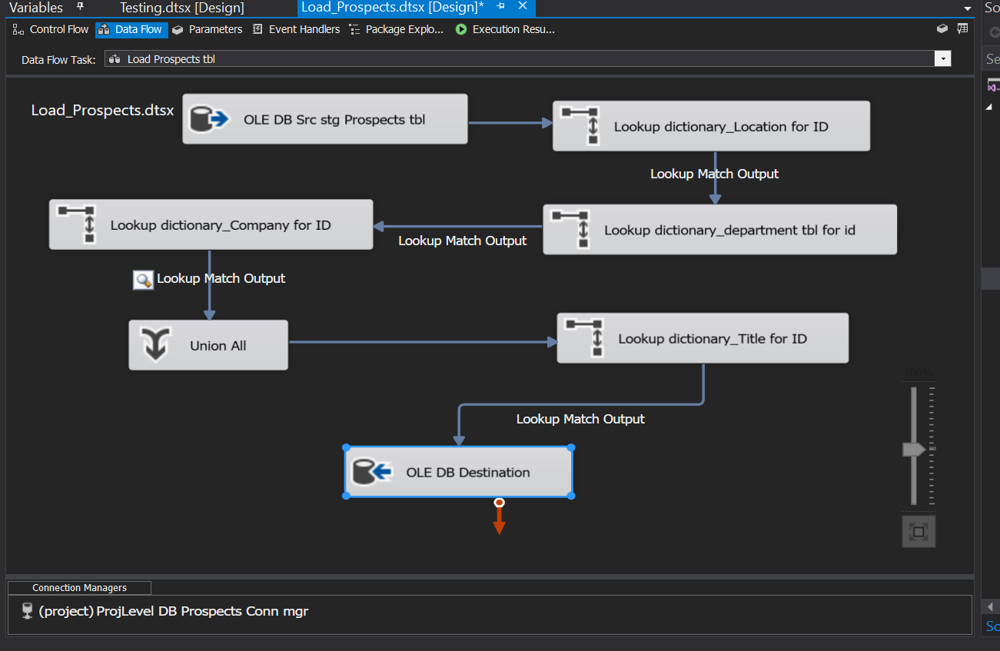 Variables Testing.dtsx [Design] Load_Prospects.dtsx [Design]* So
Control Flow Data Flow Parameters Event Handlers Package Explo... Execution Resu...
Data Flow Task: Load Prospects tbl Se
Load_Prospects.dtsx
OLE DB Src stg Prospects tbl
Lookup dictionary_Location for ID
Lookup Match Output
Lookup dictionary_Company for ID
Lookup dictionary_department tbl for id
Lookup Match Output
Lookup Match Output
Union All
Lookup dictionary_Title for ID
100%
Lookup Match Output
OLE DB Destination
Connection Managers
(project) ProjLevel DB Prospects Conn mgr
So